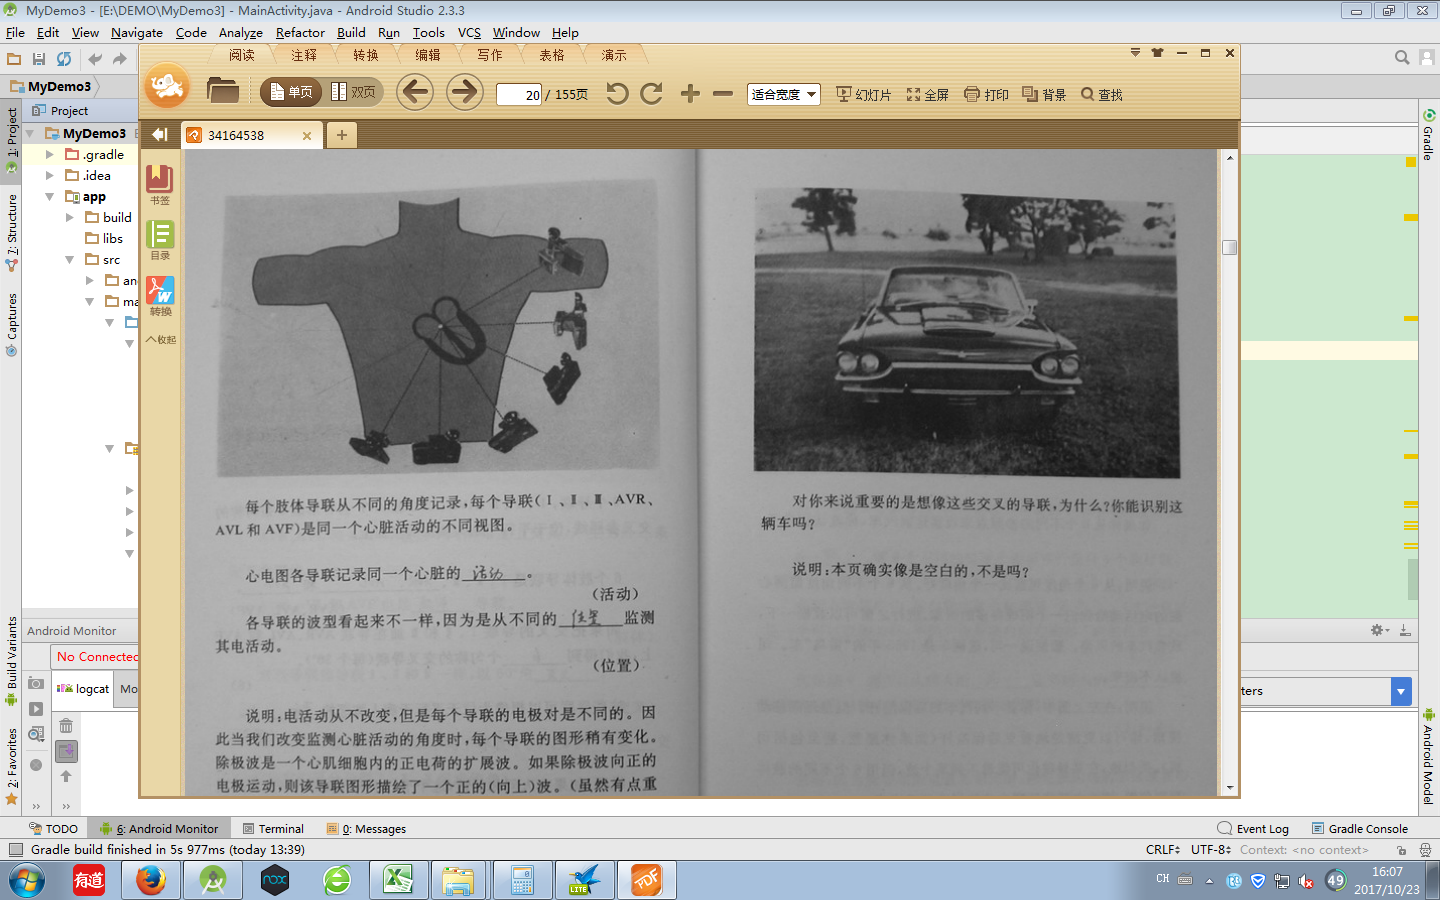 MyDemo3 - [E:\DEMO\MyDemo3] - MainActivity.java - Android Studio 2.3.3
File Edit View Navigate Code Analyze Refactor Build Run Tools VCS Window Help
阅读 注释 转换 编辑 写作 表格 演示
单页 双页 20 / 155页 适合宽度 幻灯片 全屏 打印 背景 查找
MyDemo3
34164538
1: Project
Project
MyDemo3
.gradle
.idea
app
build
libs
src
an
ma
7: Structure
Captures
Build Variants
2: Favorites
书签
目录
转换
收起
每个肢体导联从不同的角度记录,每个导联(Ⅰ、Ⅱ、Ⅲ、AVR、
AVL 和 AVF)是同一个心脏活动的不同视图。
心电图各导联记录同一个心脏的 活动 。
(活动)
各导联的波型看起来不一样,因为是从不同的 位置 监测
其电活动。
(位置)
说明:电活动从不改变,但是每个导联的电极对是不同的。因
此当我们改变监测心脏活动的角度时,每个导联的图形稍有变化。
除极波是一个心肌细胞内的正电荷的扩展波。如果除极波向正的
电极运动,则该导联图形描绘了一个正的(向上)波。(虽然有点重
对你来说重要的是想像这些交叉的导联,为什么?你能识别这
辆车吗?
说明:本页确实像是空白的,不是吗?
Gradle
Android Model
Android Monitor
No Connected
logcat Mo
ters
TODO 6: Android Monitor Terminal 0: Messages Event Log Gradle Console
Gradle build finished in 5s 977ms (today 13:39) CRLF UTF-8 Context: <no context>
有道 nox LITE PDF CH 49 16:07
2017/10/23